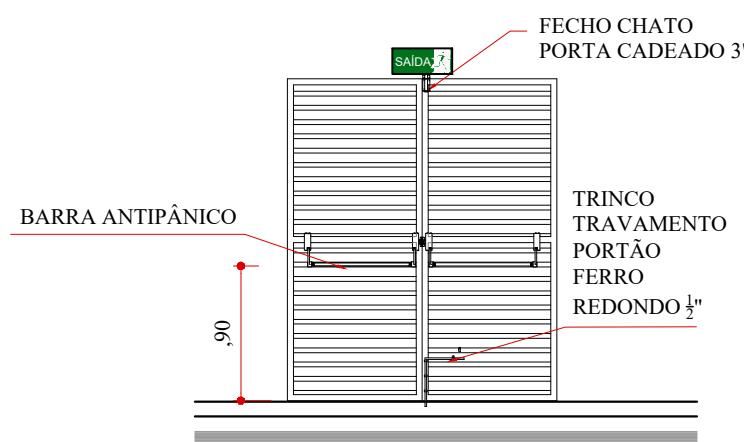 FECHO CHATO
PORTA CADEADO 3"
SAÍDA
BARRA ANTIPÂNICO
TRINCO
TRAVAMENTO
PORTÃO
FERRO
REDONDO ½"
,90